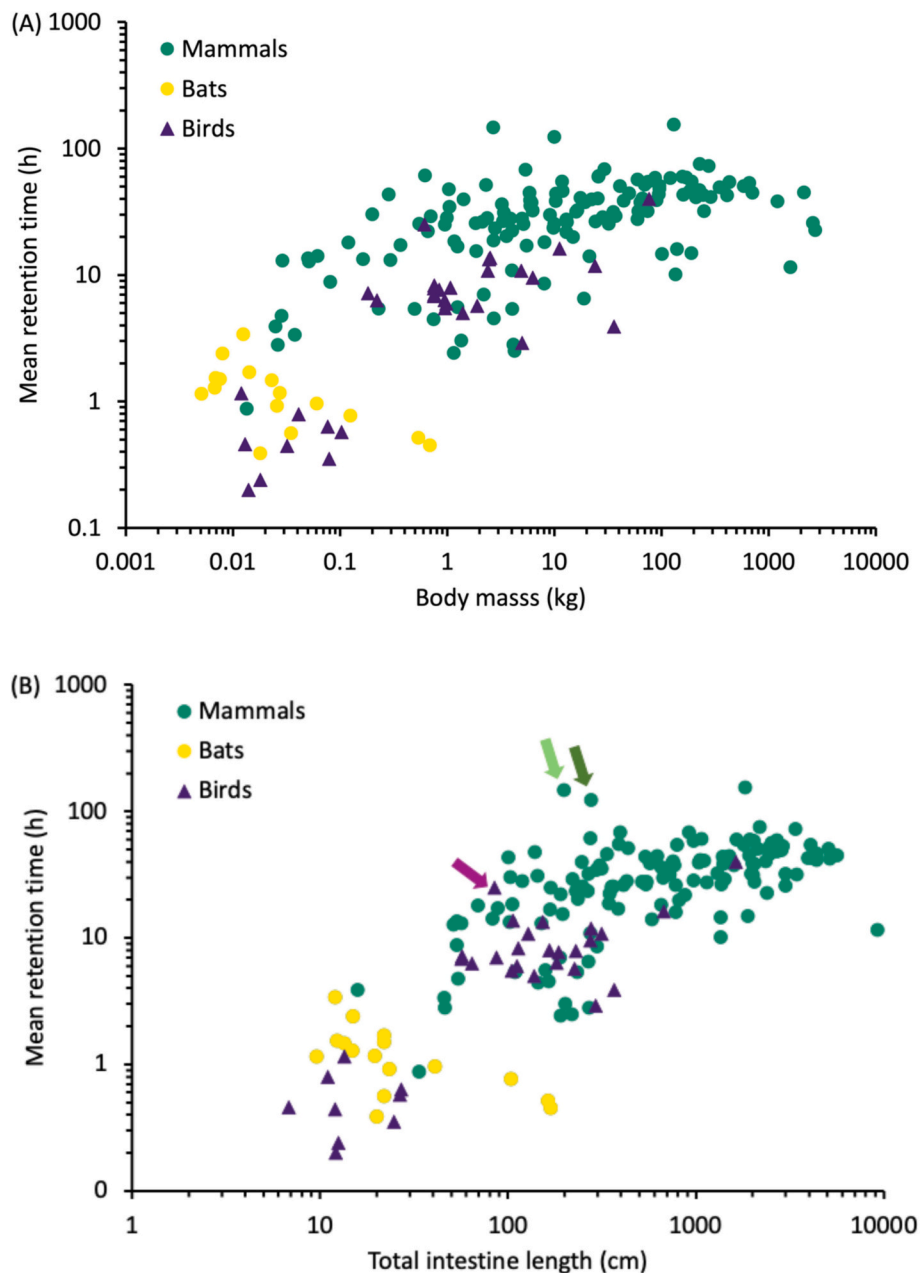 (A)
1000
Mammals
Bats
Birds
100
10
1
0.1
Mean retention time (h)
0.001 0.01 0.1 1 10 100 1000 10000
Body masss (kg)
(B)
1000
Mammals
Bats
Birds
100
10
1
0
Mean retention time (h)
1 10 100 1000 10000
Total intestine length (cm)